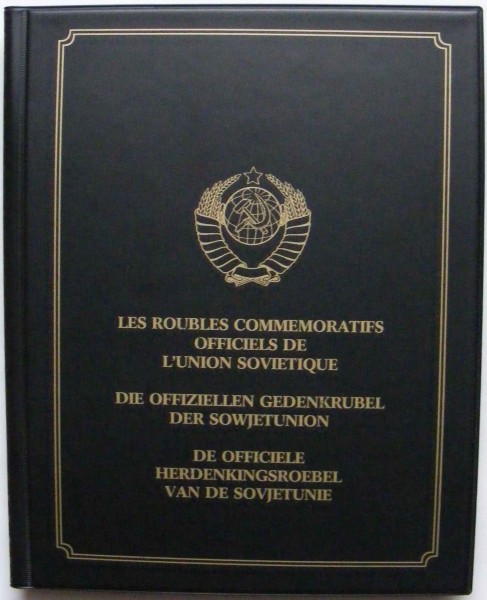 LES ROUBLES COMMEMORATIFS
OFFICIELS DE
L'UNION SOVIETIQUE
DIE OFFIZIELLEN GEDENKRUBEL
DER SOWJETUNION
DE OFFICIELE
HERDENKINGSROEBEL
VAN DE SOVJETUNIE